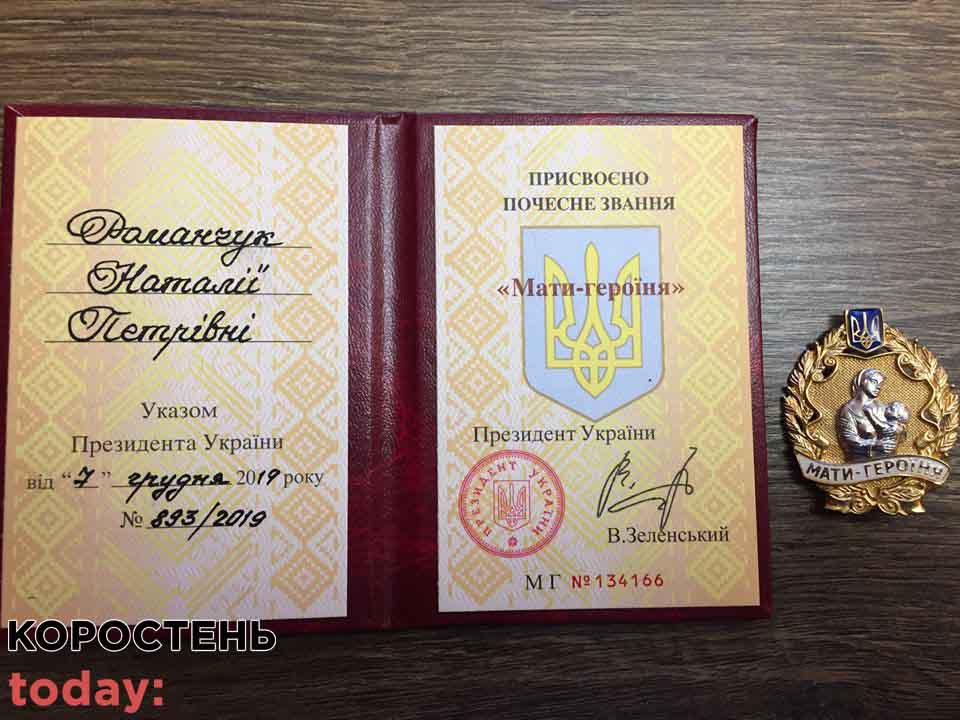 Романчук
Наталії
Петрівні
Указом
Президента України
від “7” грудня 2019 року
№ 893/2019
ПРИСВОЄНО
ПОЧЕСНЕ ЗВАННЯ
«Мати-героїня»
Президент України
ПРЕЗИДЕНТ УКРАЇНИ
В.Зеленський
МГ №134166
МАТИ-ГЕРОЇНЯ
КОРОСТЕНЬ
today: